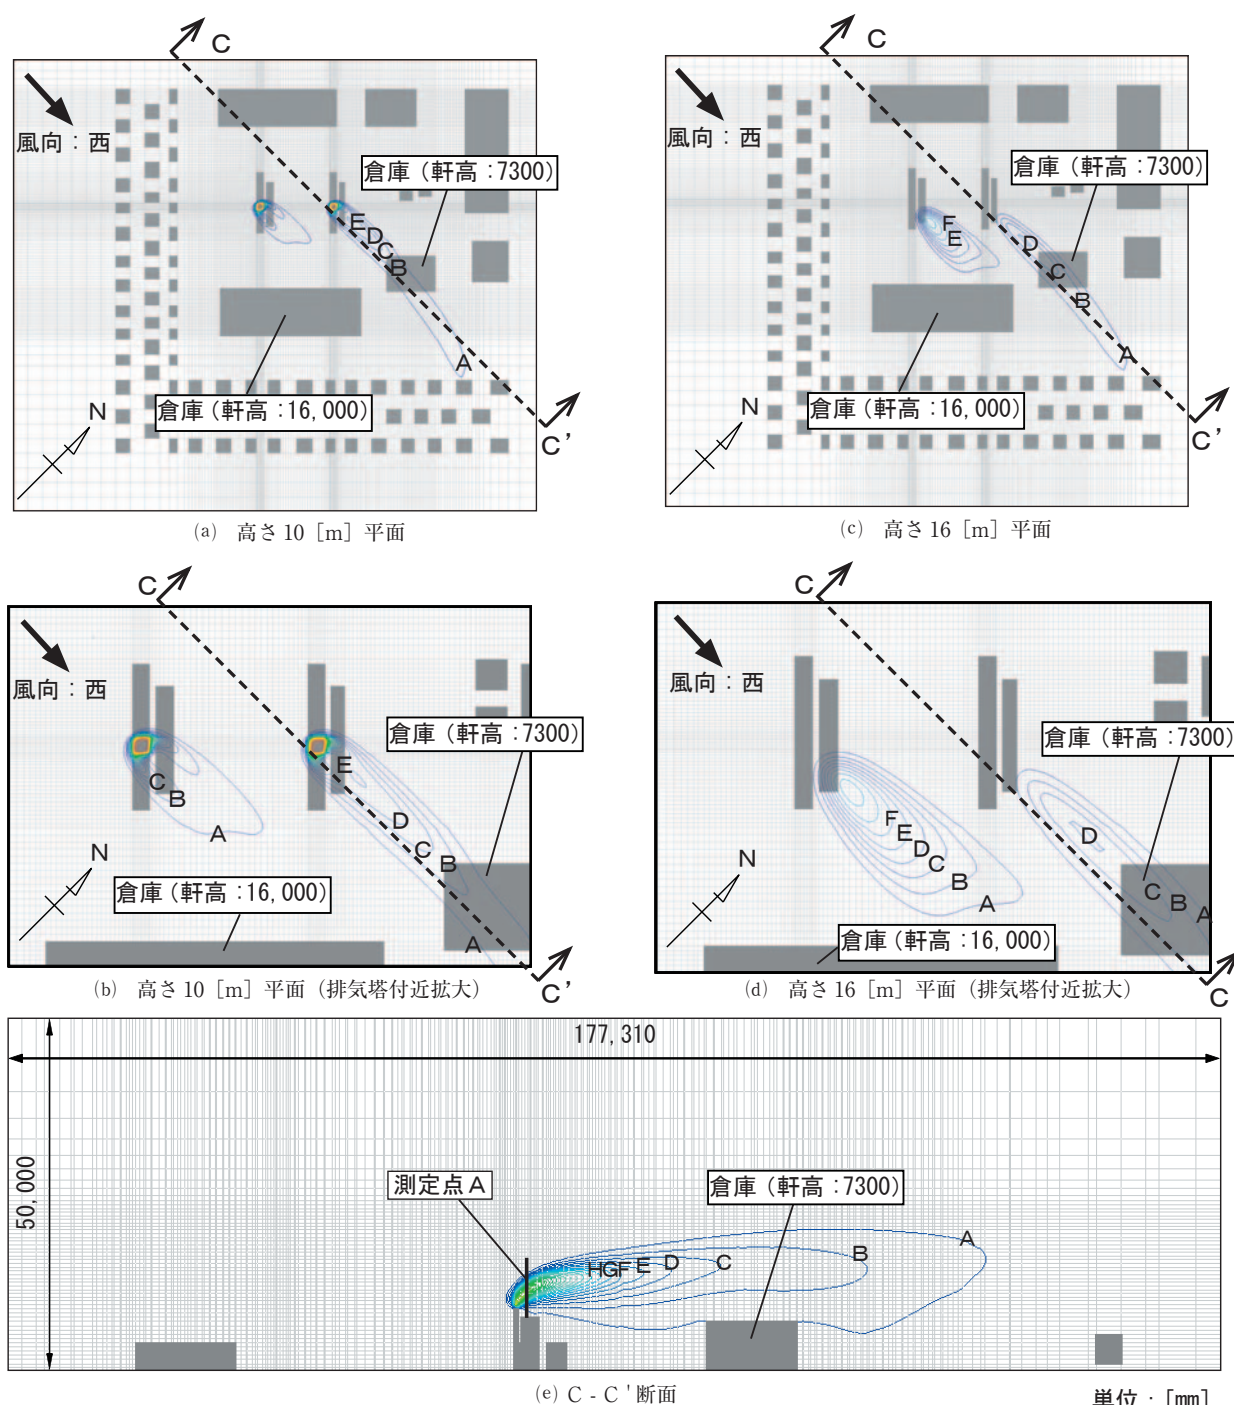 C
風向：西
倉庫（軒高：7300）
E
D
C
B
A
倉庫（軒高：16,000）
N
C'
(a) 高さ 10［m］平面
C
風向：西
倉庫（軒高：7300）
F
E
D
C
B
A
倉庫（軒高：16,000）
N
C'
(c) 高さ 16［m］平面
C
風向：西
倉庫（軒高：7300）
E
C
B
A
D
C
B
A
N
倉庫（軒高：16,000）
C'
(b) 高さ 10［m］平面（排気塔付近拡大）
C
風向：西
倉庫（軒高：7300）
F
E
D
C
B
A
D
C
B
A
N
倉庫（軒高：16,000）
C
(d) 高さ 16［m］平面（排気塔付近拡大）
177,310
50,000
測定点A
倉庫（軒高：7300）
HGFE D C B A
(e) C - C '断面
単位：[mm]